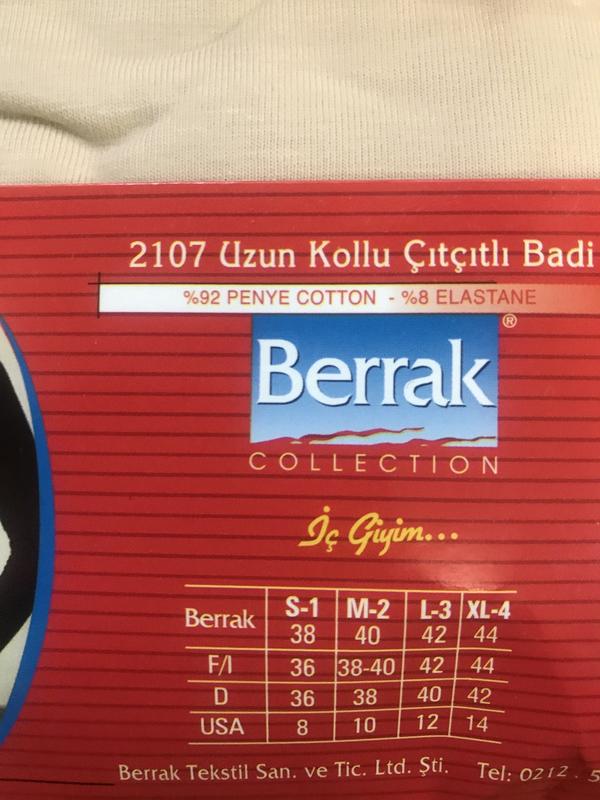 2107 Uzun Kollu Çıtçıtlı Badi
%92 PENYE COTTON - %8 ELASTANE
®
Berrak
COLLECTION
İç Giyim...
Berrak S-1 M-2 L-3 XL-4
38 40 42 44
F/I 36 38-40 42 44
D 36 38 40 42
USA 8 10 12 14
Berrak Tekstil San. ve Tic. Ltd. Şti. Tel: 0212. 5